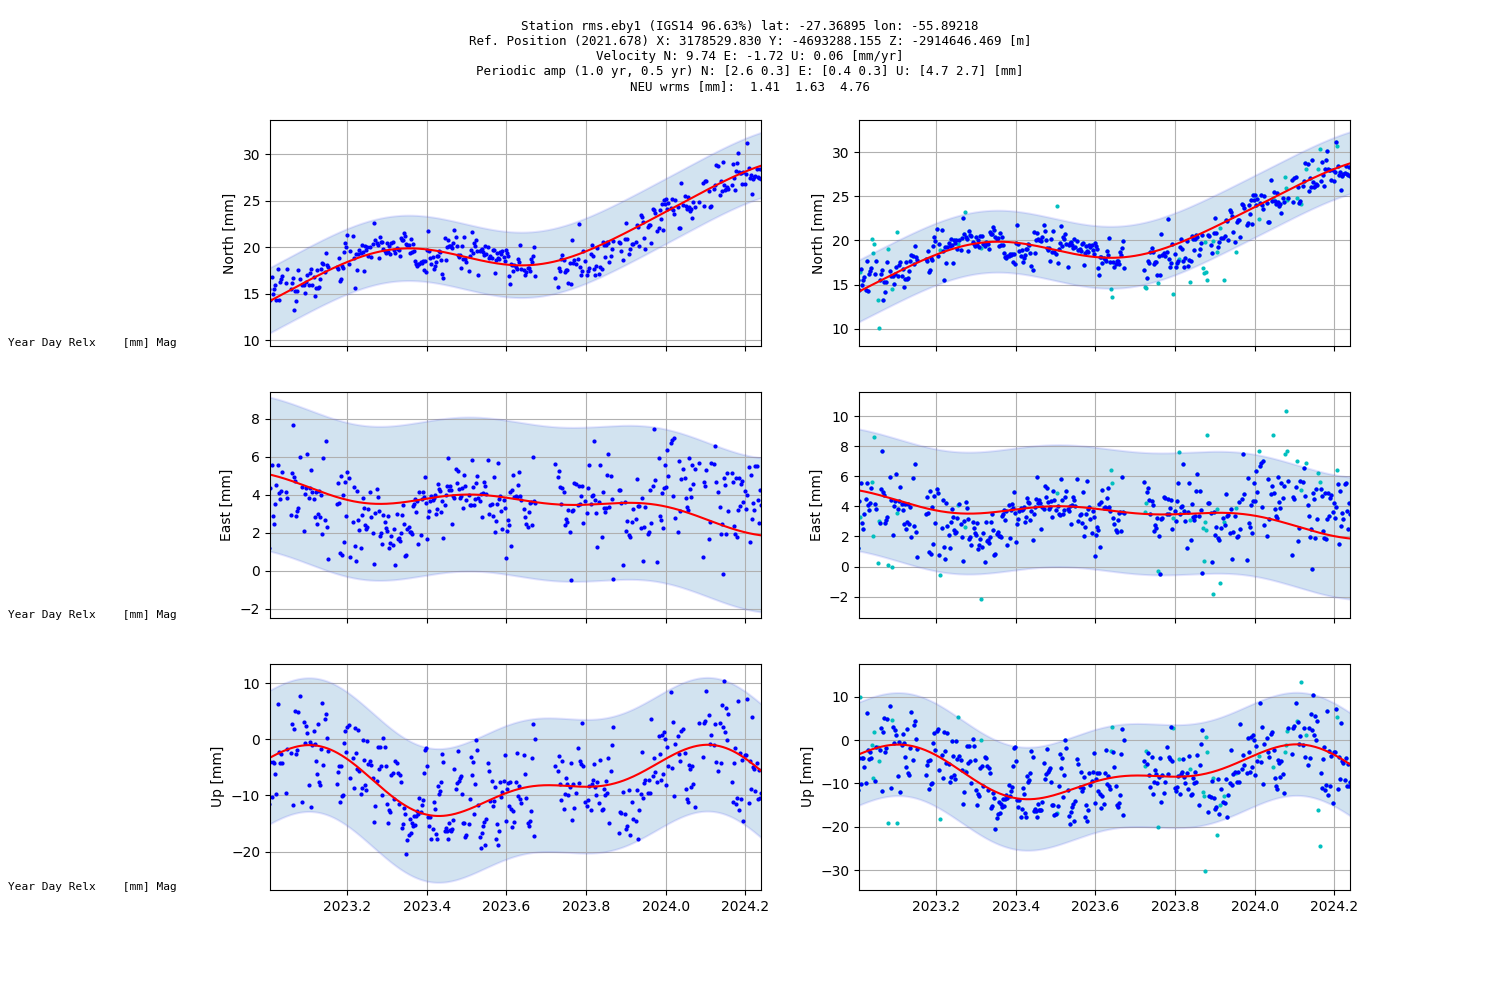 Station rms.eby1 (IGS14 96.63%) lat: -27.36895 lon: -55.89218
Ref. Position (2021.678) X: 3178529.830 Y: -4693288.155 Z: -2914646.469 [m]
Velocity N: 9.74 E: -1.72 U: 0.06 [mm/yr]
Periodic amp (1.0 yr, 0.5 yr) N: [2.6 0.3] E: [0.4 0.3] U: [4.7 2.7] [mm]
NEU wrms [mm]:  1.41  1.63  4.76
North [mm]
30
25
20
15
10
North [mm]
30
25
20
15
10
Year Day Relx    [mm] Mag
East [mm]
8
6
4
2
0
−2
East [mm]
10
8
6
4
2
0
−2
Year Day Relx    [mm] Mag
Up [mm]
10
0
−10
−20
Up [mm]
10
0
−10
−20
−30
Year Day Relx    [mm] Mag
2023.2 2023.4 2023.6 2023.8 2024.0 2024.2
2023.2 2023.4 2023.6 2023.8 2024.0 2024.2